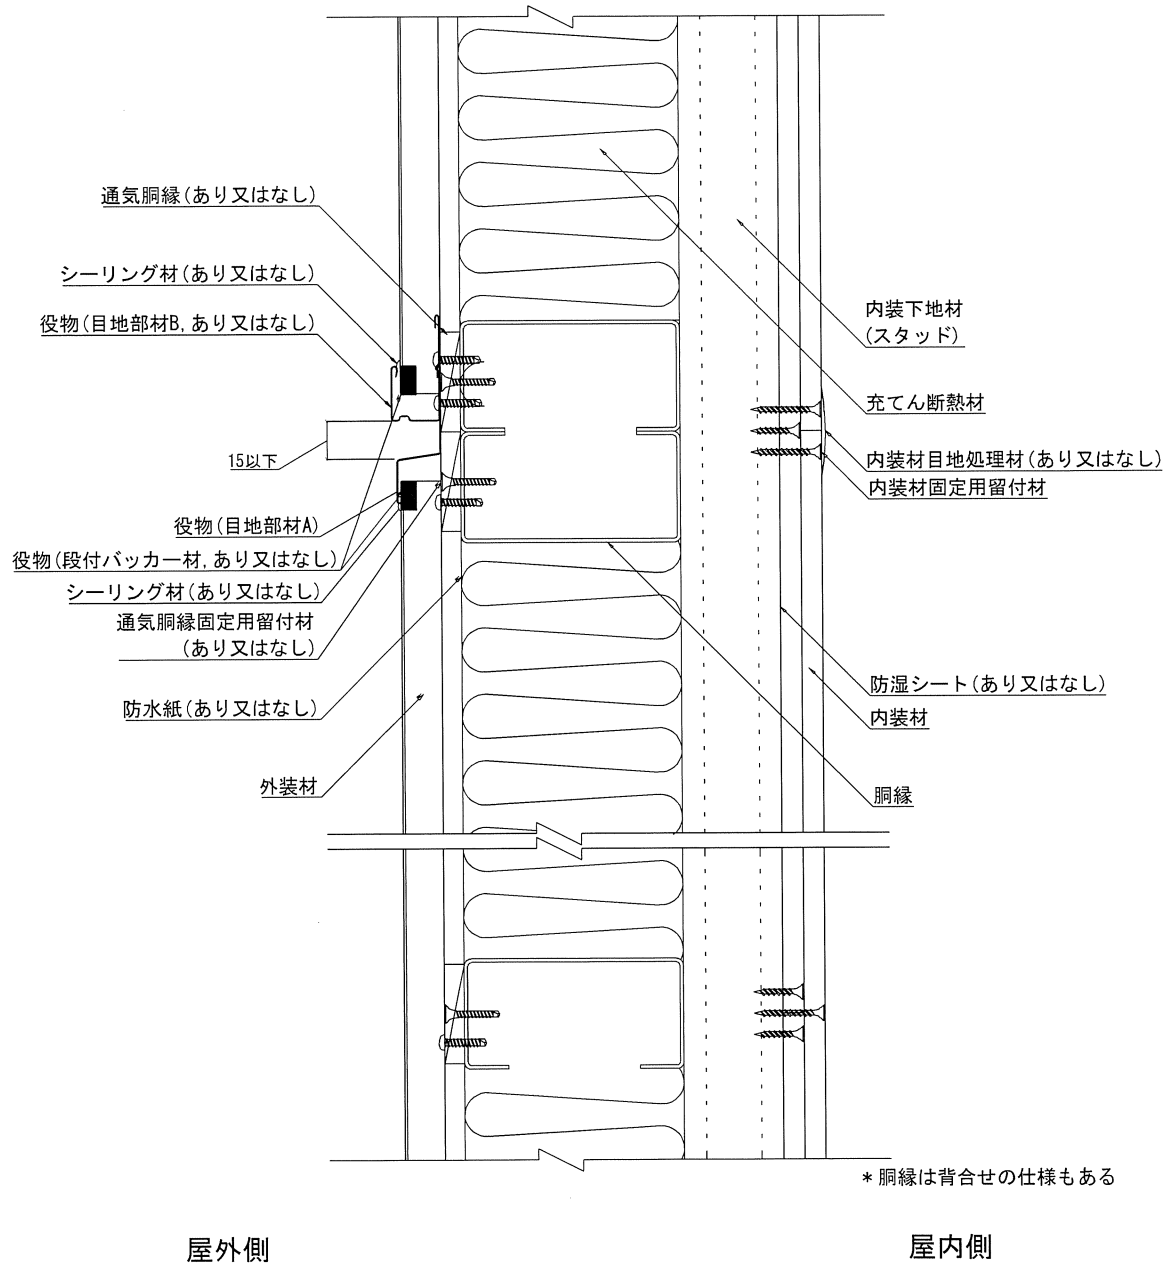 通気胴縁(あり又はなし)
シーリング材(あり又はなし)
役物(目地部材B,あり又はなし)
15以下
役物(目地部材A)
役物(段付バッカー材,あり又はなし)
シーリング材(あり又はなし)
通気胴縁固定用留付材
(あり又はなし)
防水紙(あり又はなし)
外装材
内装下地材
(スタッド)
充てん断熱材
内装材目地処理材(あり又はなし)
内装材固定用留付材
防湿シート(あり又はなし)
内装材
胴縁
*胴縁は背合せの仕様もある
屋外側
屋内側